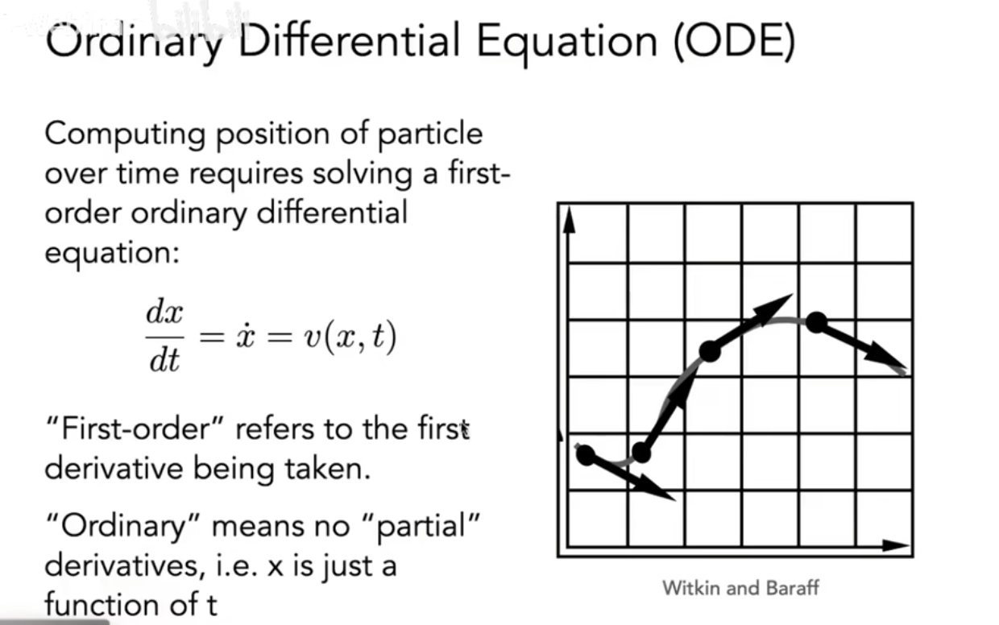 Ordinary Differential Equation (ODE)
Computing position of particle
over time requires solving a first-
order ordinary differential
equation:
dx/dt = ẋ = v(x, t)
“First-order” refers to the first
derivative being taken.
“Ordinary” means no “partial”
derivatives, i.e. x is just a
function of t
Witkin and Baraff